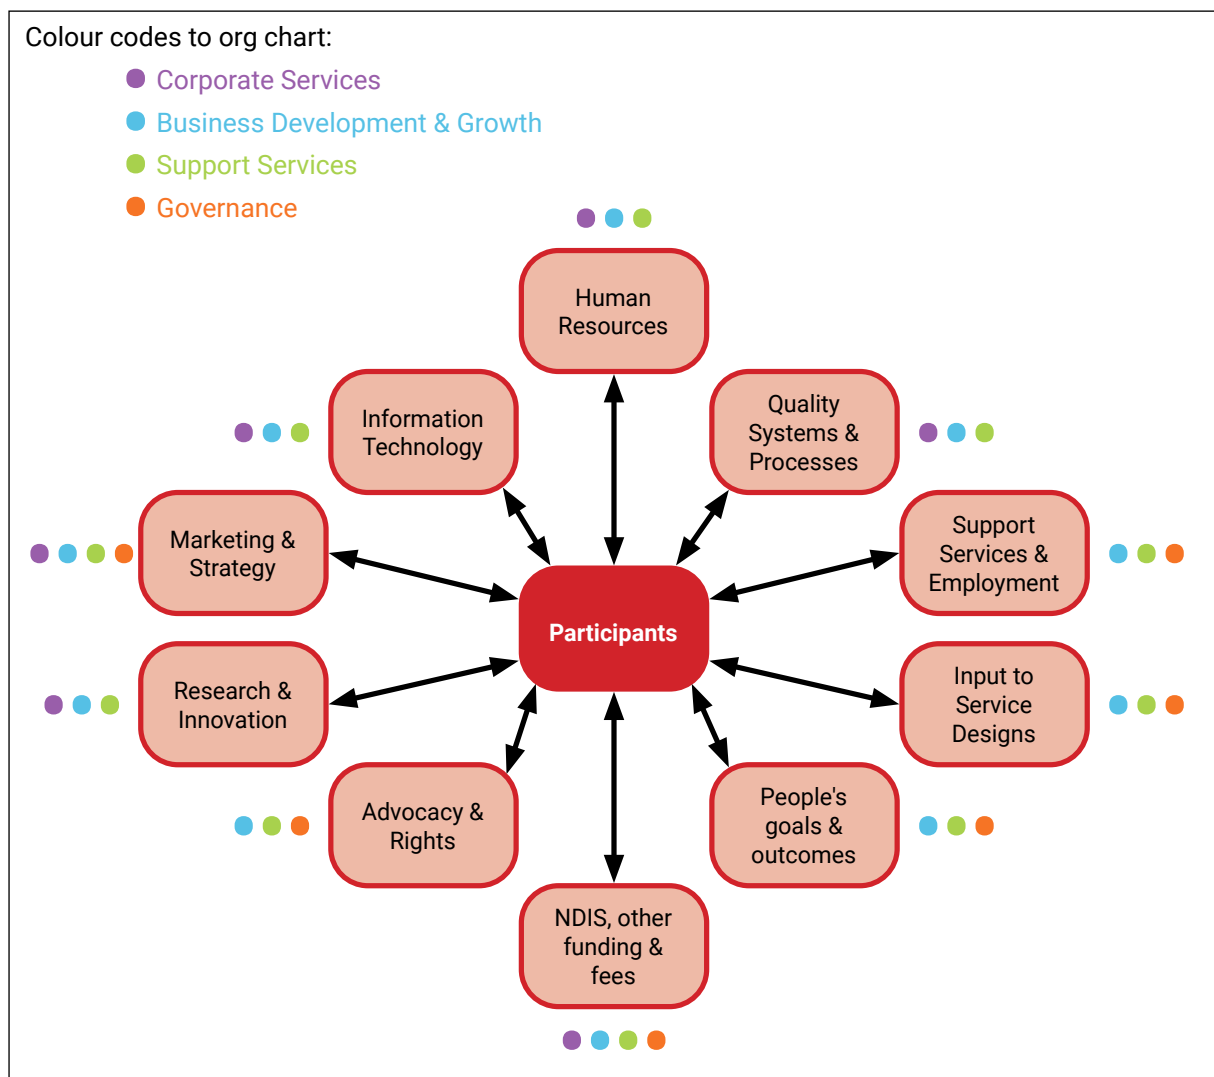 Colour codes to org chart:
Corporate Services
Business Development & Growth
Support Services
Governance
Human
Resources
Information
Technology
Quality
Systems &
Processes
Marketing &
Strategy
Support
Services &
Employment
Participants
Research &
Innovation
Input to
Service
Designs
Advocacy &
Rights
People's
goals &
outcomes
NDIS, other
funding &
fees